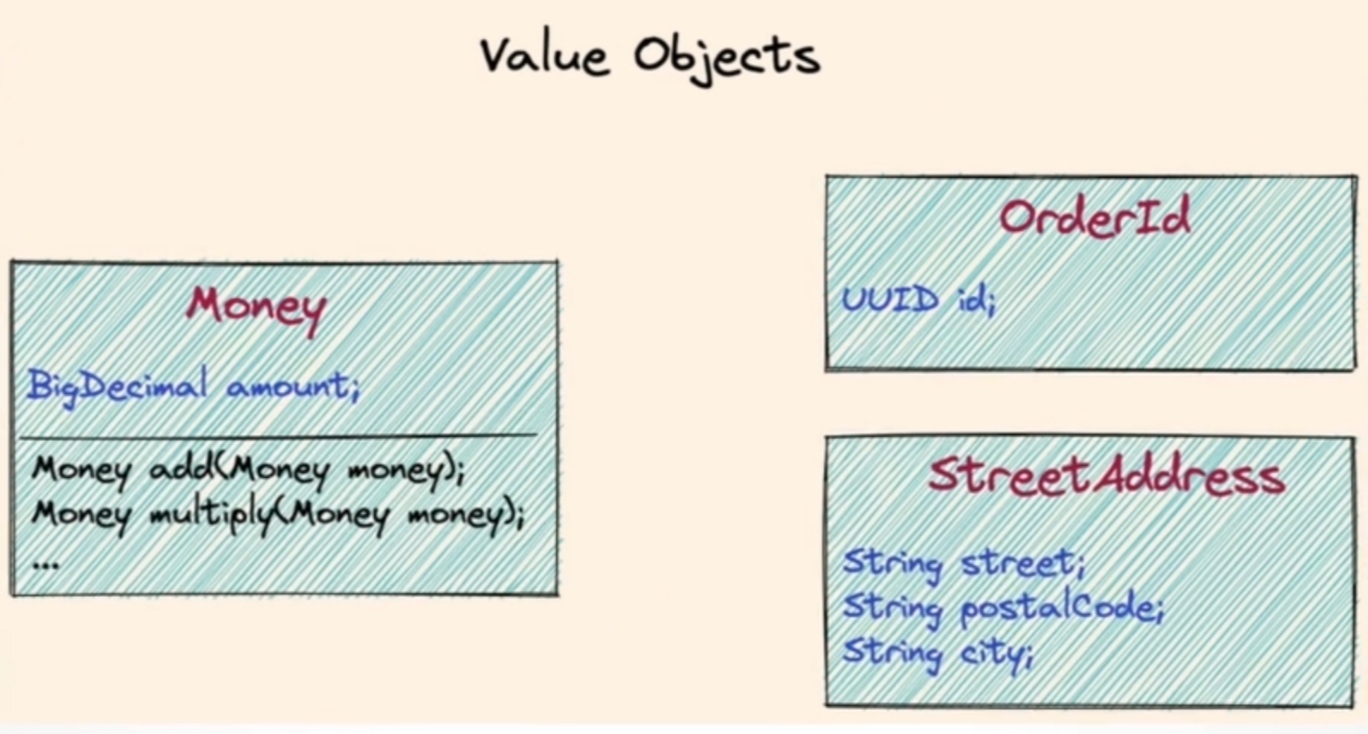 Value Objects
Money
BigDecimal amount;
Money add(Money money);
Money multiply(Money money);
...
OrderId
UUID id;
StreetAddress
String street;
String postalCode;
String city;